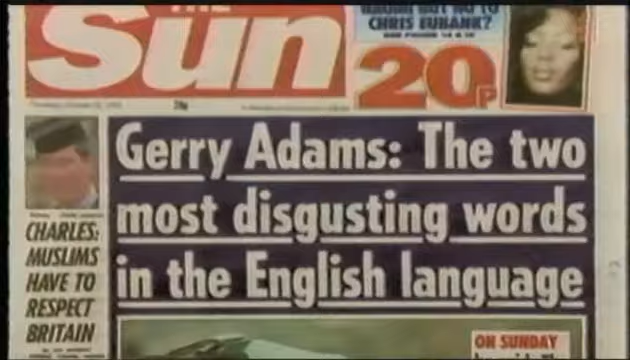 THE
Sun
CHRIS EUBANK?
20P
Gerry Adams: The two
most disgusting words
in the English language
CHARLES:
MUSLIMS
HAVE TO
RESPECT
BRITAIN
ON SUNDAY